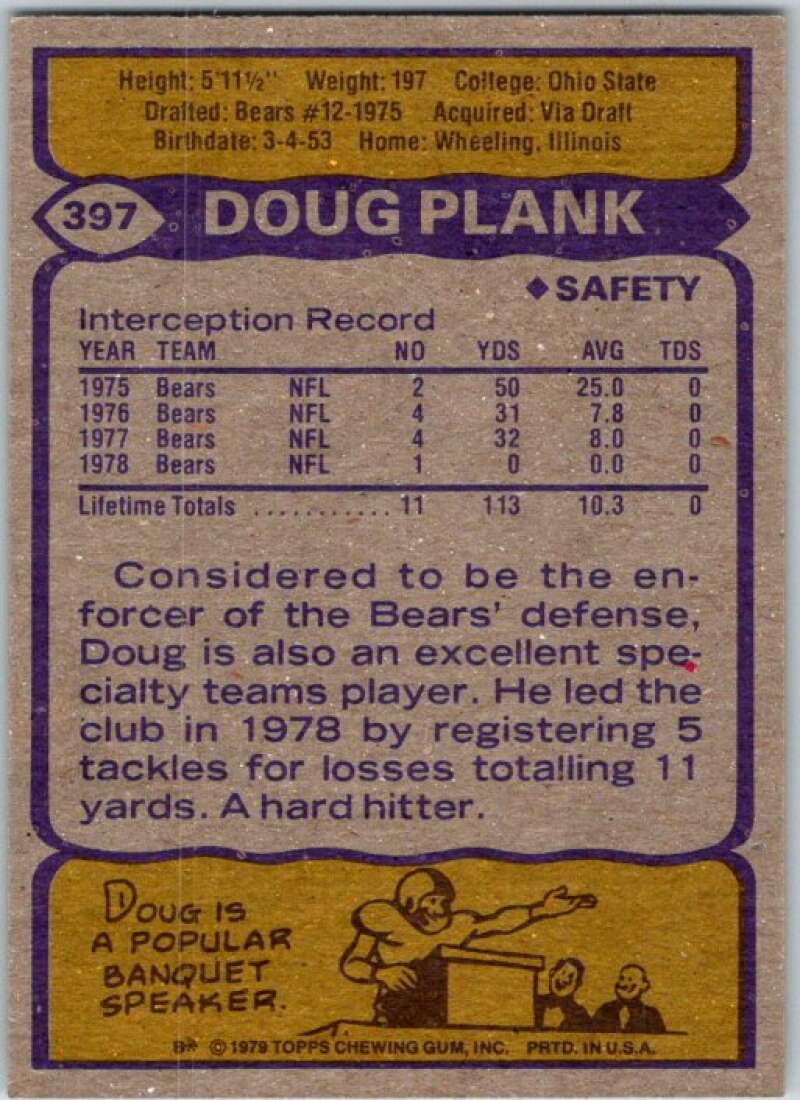 Height: 5'11½" Weight: 197 College: Ohio State
Drafted: Bears #12-1975 Acquired: Via Draft
Birthdate: 3-4-53 Home: Wheeling, Illinois
397 DOUG PLANK
◆SAFETY
Interception Record
YEAR TEAM NO YDS AVG TDS
1975 Bears NFL 2 50 25.0 0
1976 Bears NFL 4 31 7.8 0
1977 Bears NFL 4 32 8.0 0
1978 Bears NFL 1 0 0.0 0
Lifetime Totals ........... 11 113 10.3 0
Considered to be the en-
forcer of the Bears' defense,
Doug is also an excellent spe-
cialty teams player. He led the
club in 1978 by registering 5
tackles for losses totalling 11
yards. A hard hitter.
DOUG IS
A POPULAR
BANQUET
SPEAKER.
B* © 1979 TOPPS CHEWING GUM, INC. PRTD. IN U.S.A.